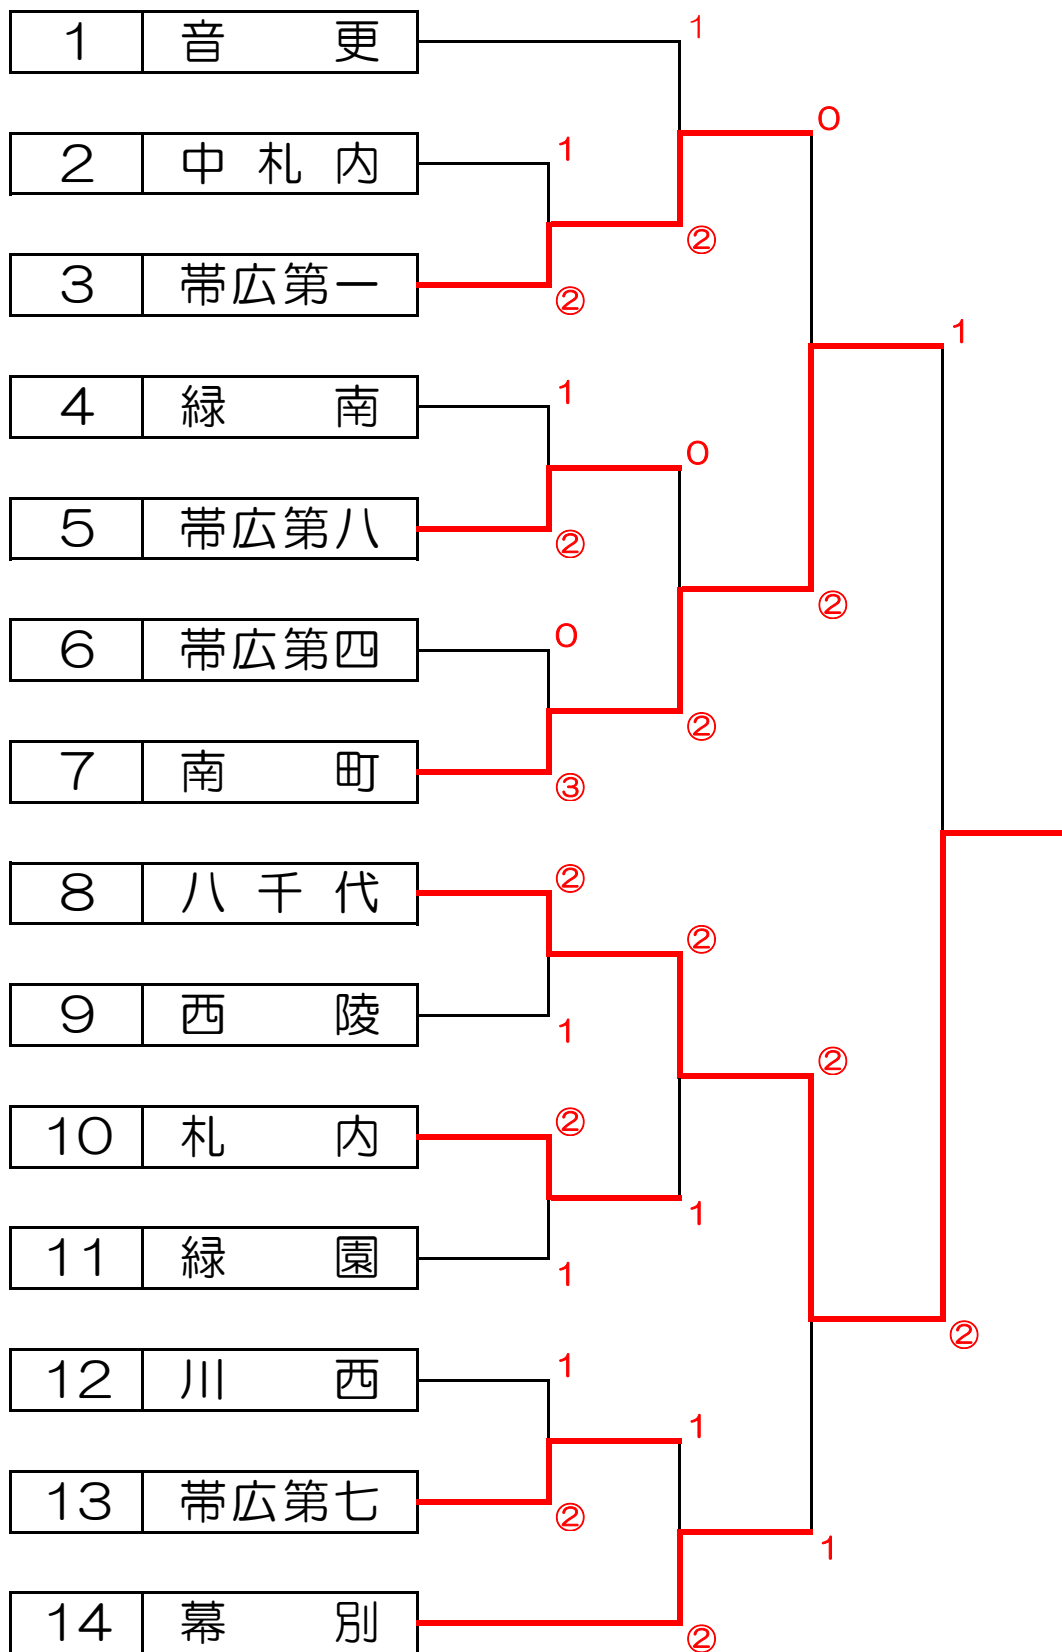 1
1 音 更
0
1
2 中 札 内
②
3 帯広第一
②
1
1
4 緑 南
0
5 帯広第八
②
②
0
6 帯広第四
②
7 南 町
③
②
8 八 千 代
②
9 西 陵
1
②
②
10 札 内
1
11 緑 園
1
②
1
12 川 西
1
13 帯広第七
②
1
14 幕 別
②